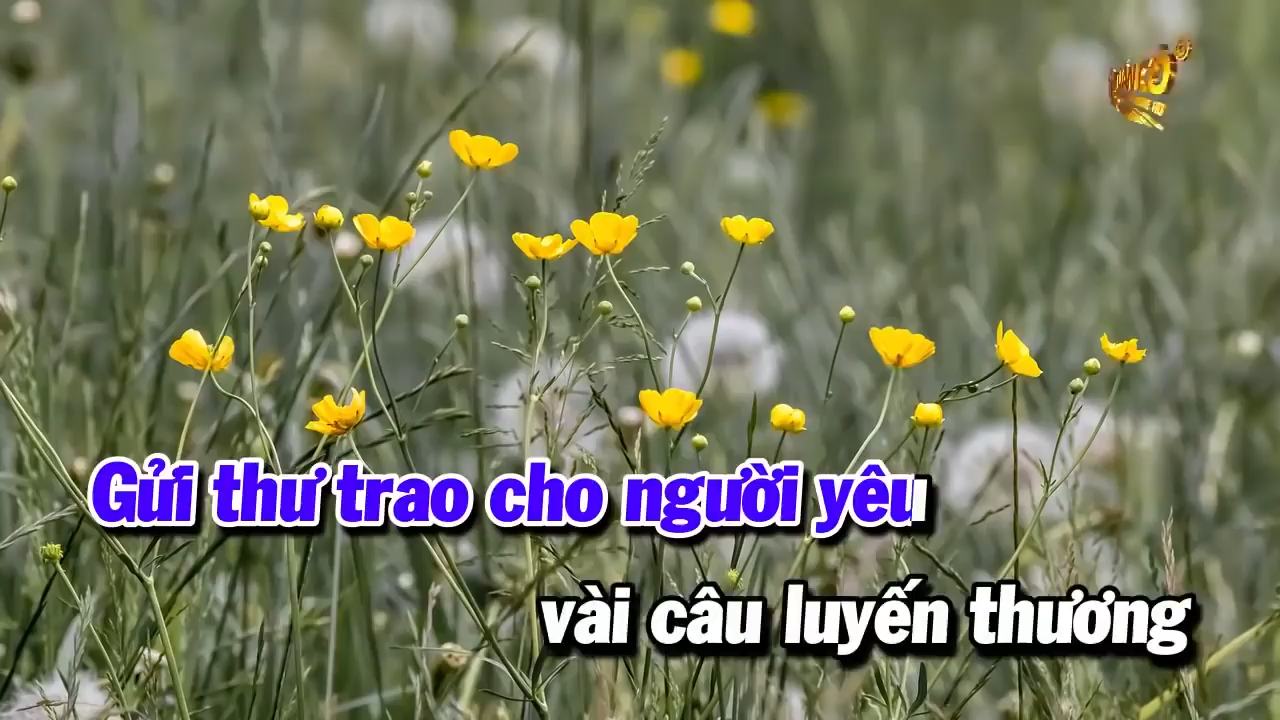 Gửi thư trao cho người yêu
vài câu luyến thương